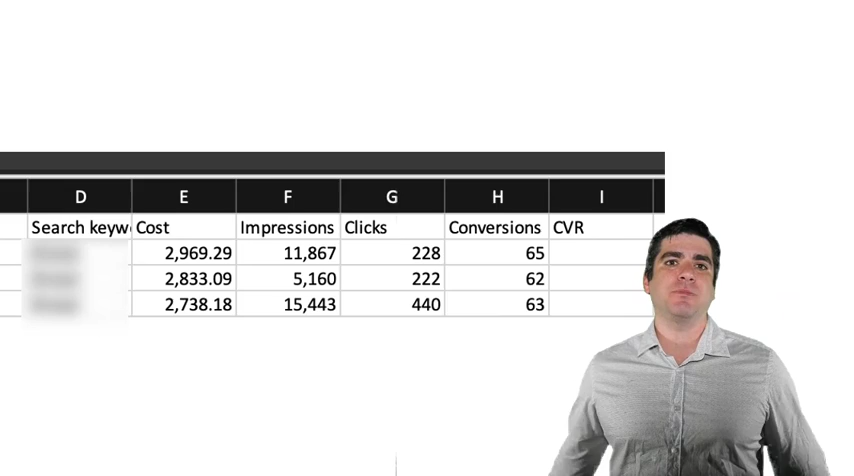 D E F G H I
Search keyw Cost Impressions Clicks Conversions CVR
2,969.29 11,867 228 65
2,833.09 5,160 222 62
2,738.18 15,443 440 63